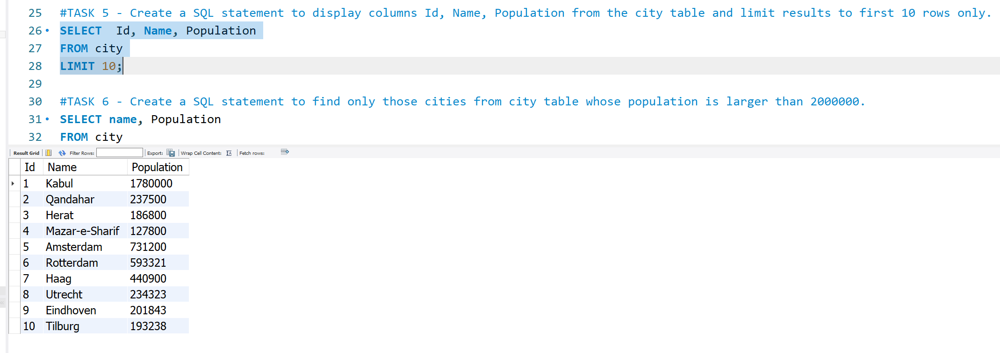 25 #TASK 5 - Create a SQL statement to display columns Id, Name, Population from the city table and limit results to first 10 rows only.
26 SELECT  Id, Name, Population
27 FROM city
28 LIMIT 10;
29
30 #TASK 6 - Create a SQL statement to find only those cities from city table whose population is larger than 2000000.
31 SELECT name, Population
32 FROM city
Result Grid Filter Rows: Export: Wrap Cell Content: Fetch rows:
Id Name Population
1 Kabul 1780000
2 Qandahar 237500
3 Herat 186800
4 Mazar-e-Sharif 127800
5 Amsterdam 731200
6 Rotterdam 593321
7 Haag 440900
8 Utrecht 234323
9 Eindhoven 201843
10 Tilburg 193238